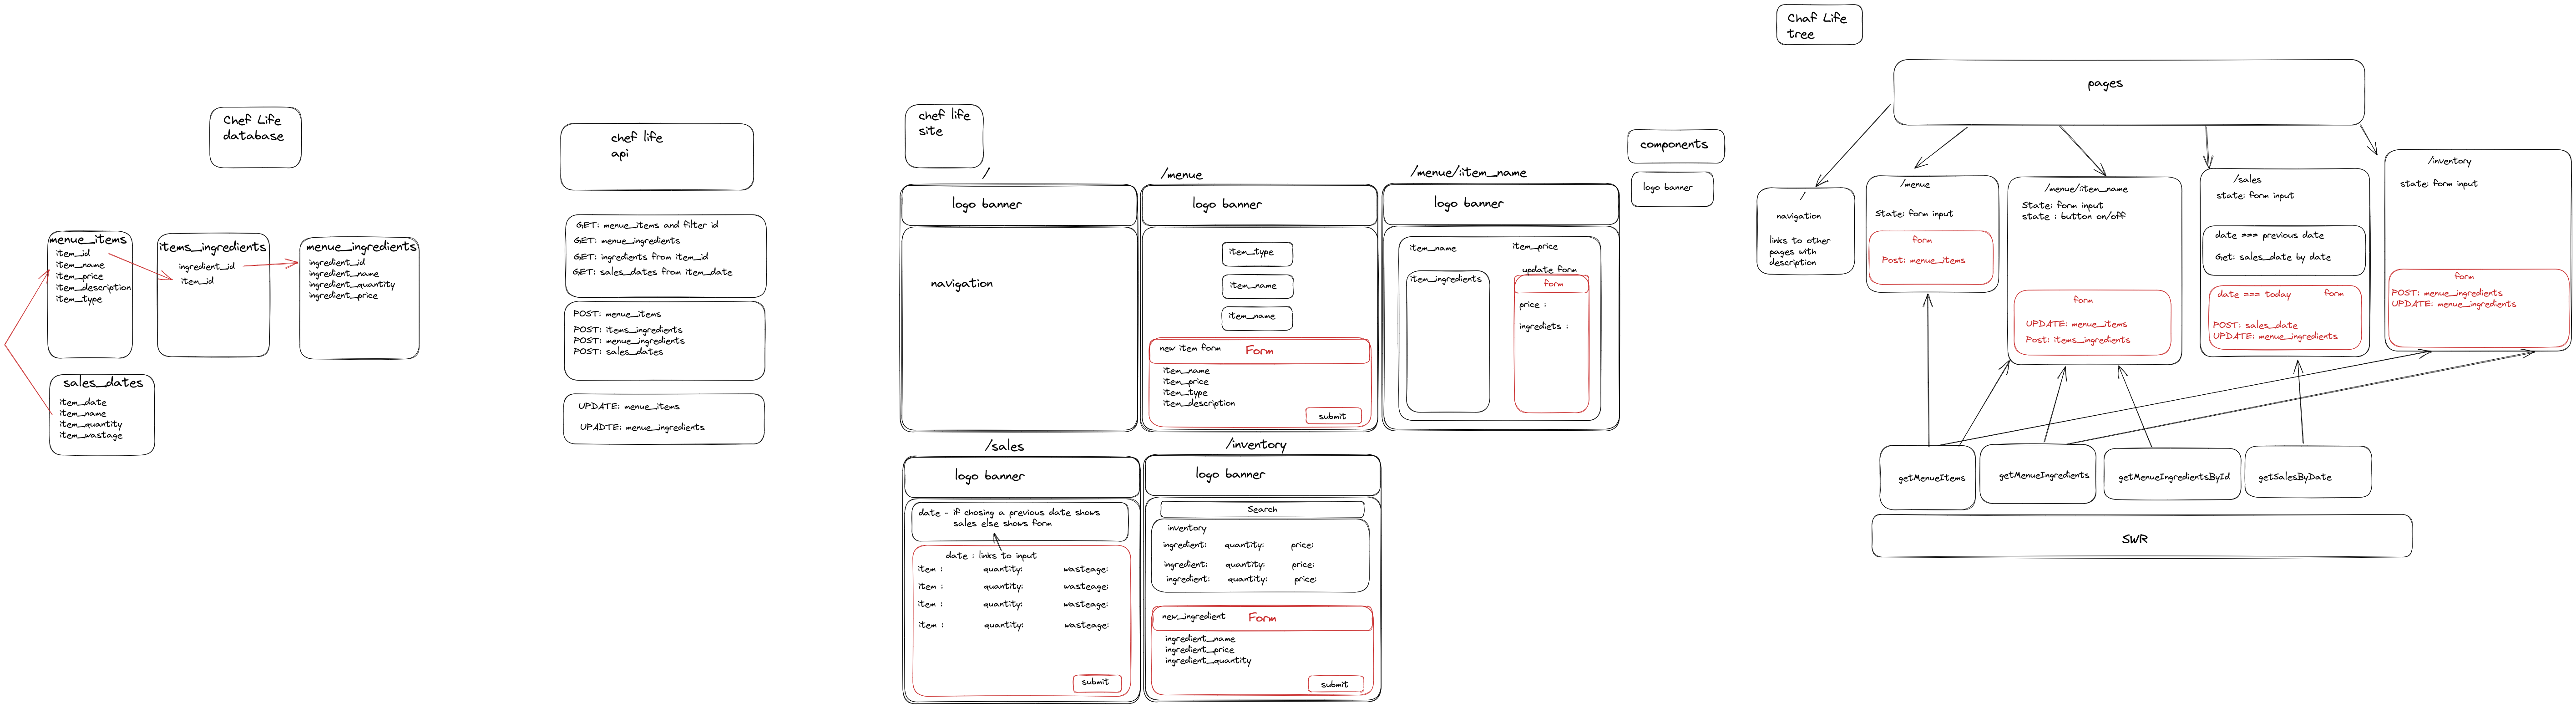 Chef Life
database
menue_items
item_id
item_name
item_price
item_description
item_type
items_ingredients
ingredient_id
item_id
menue_ingredients
ingredient_id
ingredient_name
ingredient_quantity
ingredient_price
sales_dates
item_date
item_name
item_quantity
item_wastage
chef life
api
GET: menue_items and filter id
GET: menue_ingredients
GET: ingredients from item_id
GET: sales_dates from item_date
POST: menue_items
POST: items_ingredients
POST: menue_ingredients
POST: sales_dates
UPDATE: menue_items
UPADTE: menue_ingredients
chef life
site
/
logo banner
navigation
/menue
logo banner
item_type
item_name
item_name
new item form Form
item_name
item_price
item_type
item_description
submit
/menue/:item_name
logo banner
item_name item_price
item_ingredients
update form
form
price :
ingrediets :
components
logo banner
/sales
logo banner
date - if chosing a previous date shows
sales else shows form
date : links to input
item : quantity: wasteage:
item : quantity: wasteage:
item : quantity: wasteage:
item : quantity: wasteage:
submit
/inventory
logo banner
Search
inventory
ingredient: quantity: price:
ingredient: quantity: price:
ingredient: quantity: price:
new_ingredient Form
ingredient_name
ingredient_price
ingredient_quantity
submit
Chaf Life
tree
pages
/
navigation
links to other
pages with
description
/menue
State: form input
form
Post: menue_items
/menue/:item_name
State: form input
state : button on/off
form
UPDATE: menue_items
Post: items_ingredients
/sales
state: form input
date === previous date
Get: sales_date by date
date === today form
POST: sales_date
UPDATE: menue_ingredients
/inventory
state: form input
form
POST: menue_ingredients
UPDATE: menue_ingredients
getMenueItems
getMenueIngredients
getMenueIngredientsById
getSalesByDate
SWR